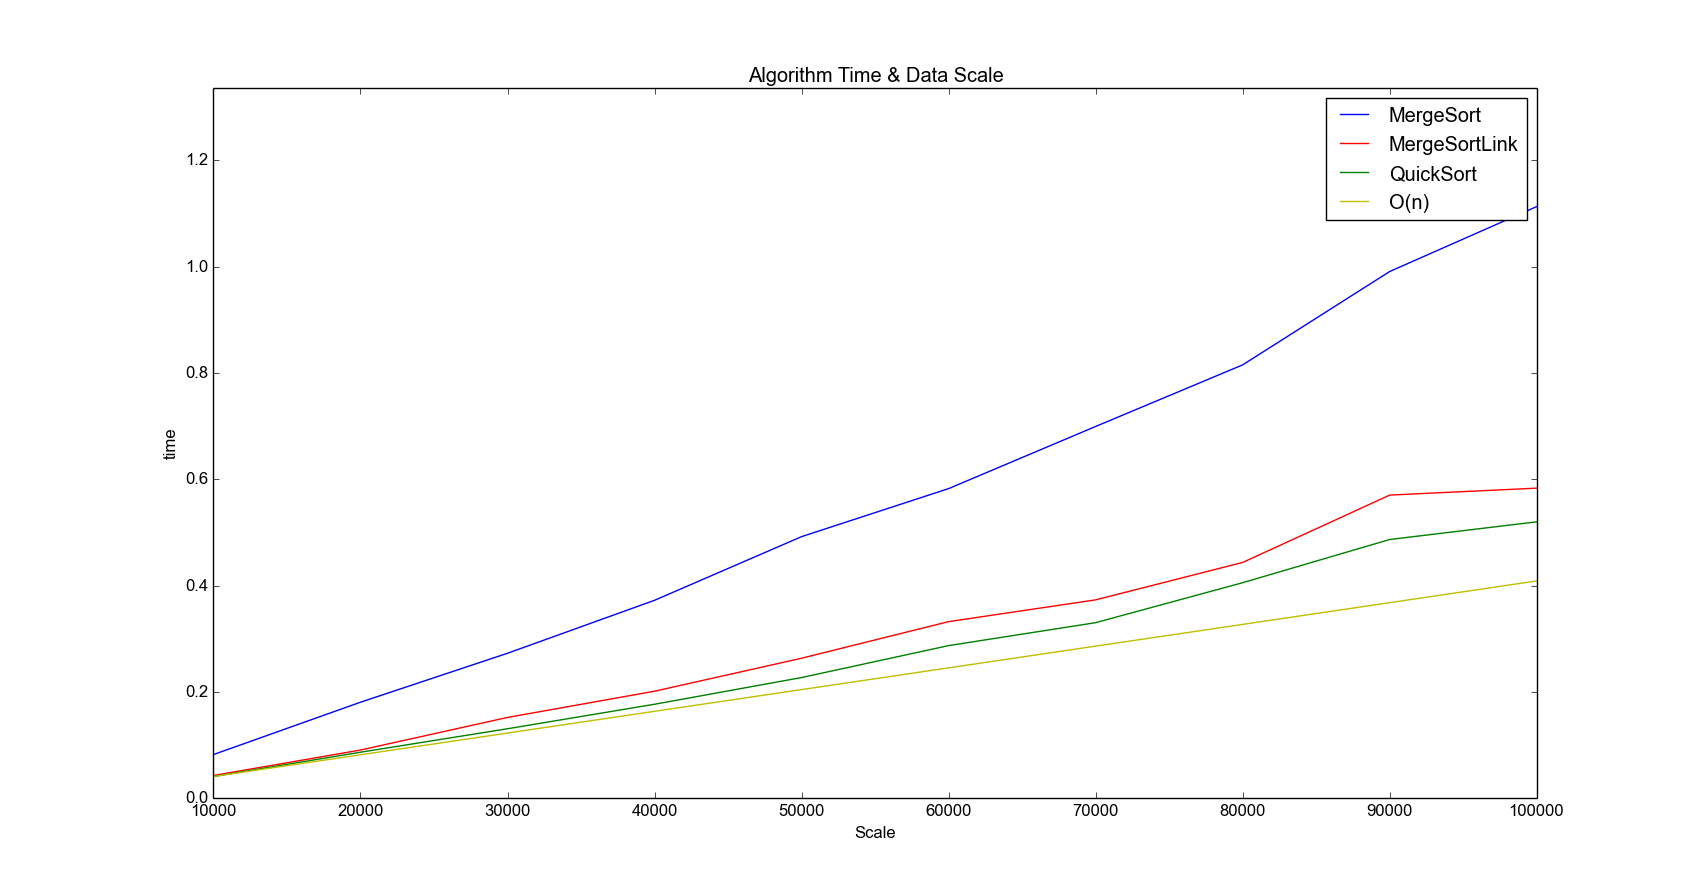 Algorithm Time & Data Scale
MergeSort
MergeSortLink
QuickSort
O(n)
1.2
1.0
0.8
0.6
0.4
0.2
0.0
time
10000 20000 30000 40000 50000 60000 70000 80000 90000 100000
Scale